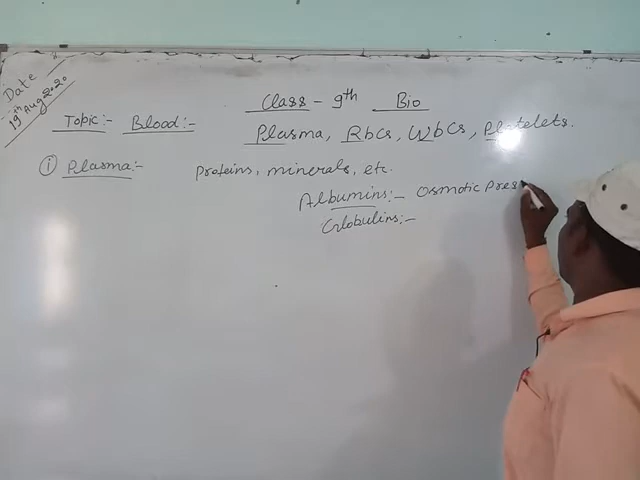 Date
19th Aug 2020
Class - 9th Bio
Topic:- Blood:- Plasma, RbCs, WbCs, Platelets.
(i) Plasma:- Proteins, minerals, etc.
Albumins:- Osmotic Pres
Globulins:-